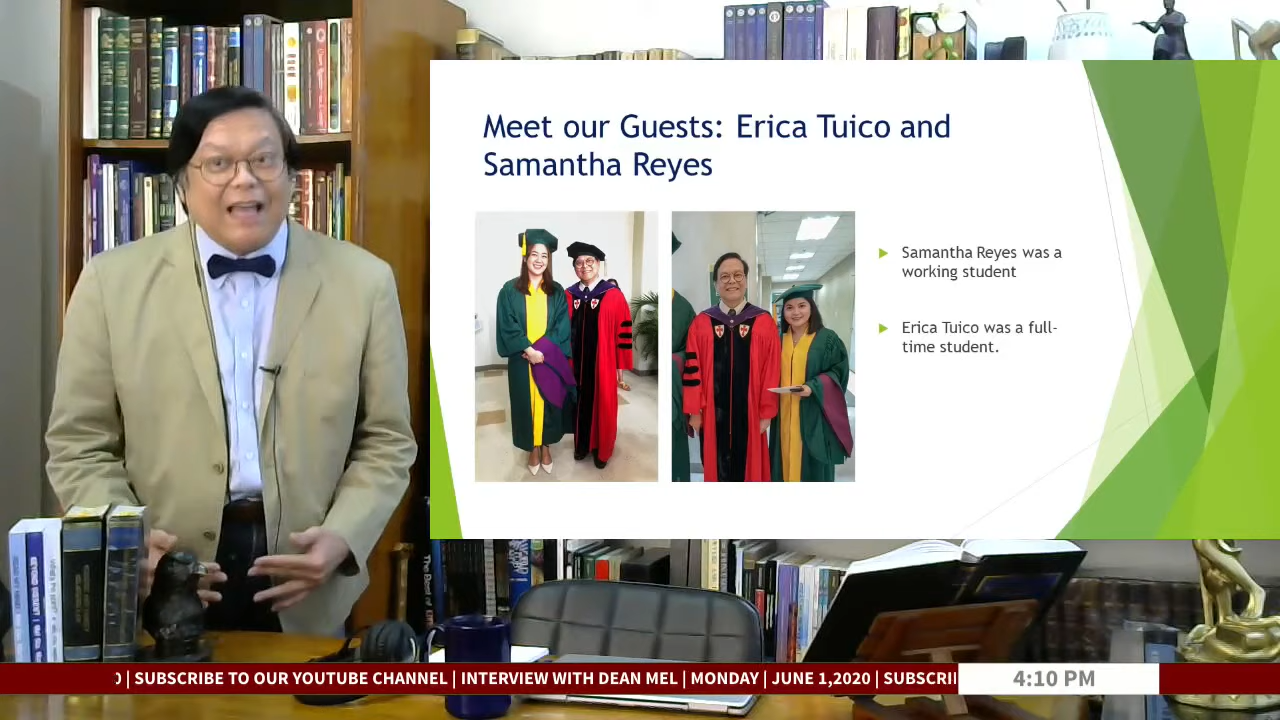 Meet our Guests: Erica Tuico and
Samantha Reyes
Samantha Reyes was a
working student
Erica Tuico was a full-
time student.
| SUBSCRIBE TO OUR YOUTUBE CHANNEL | INTERVIEW WITH DEAN MEL | MONDAY | JUNE 1,2020 | SUBSCRI
4:10 PM